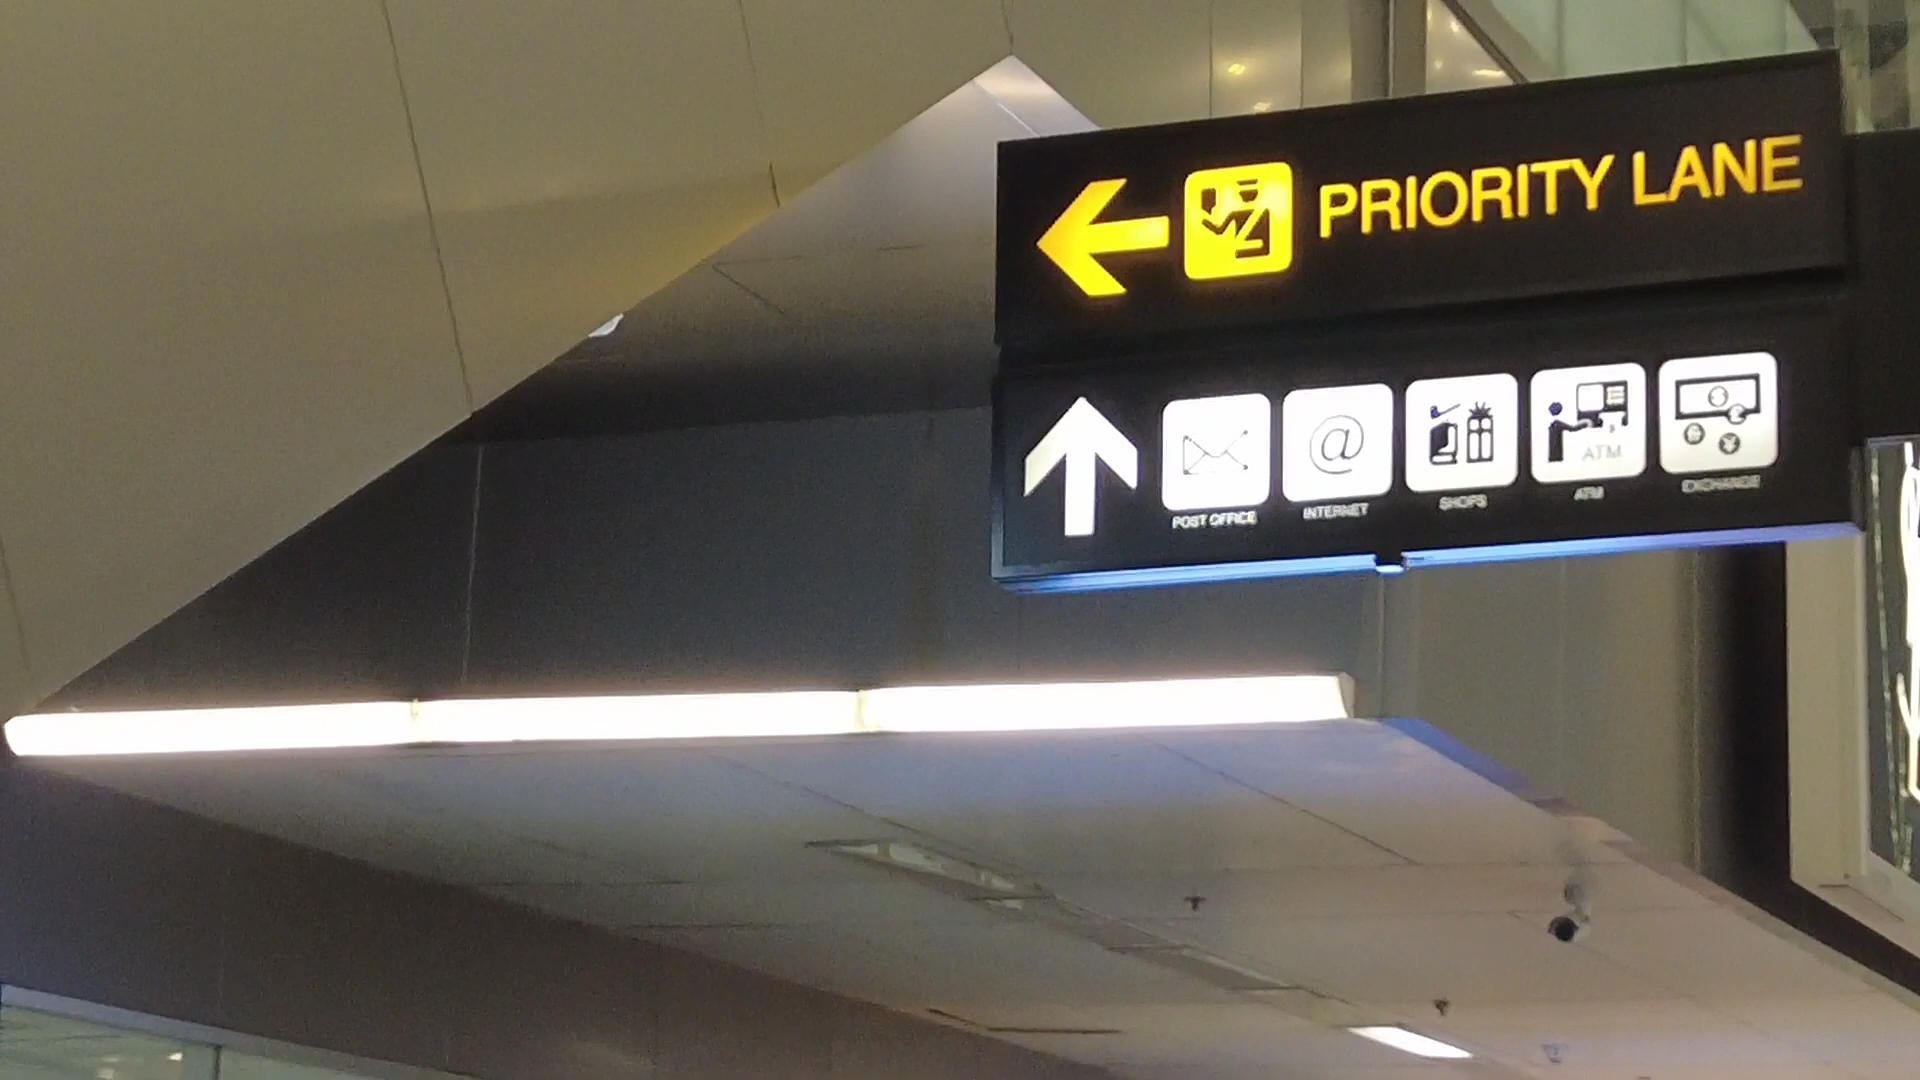 PRIORITY LANE
@
ATM
POST OFFICE INTERNET SHOPS ATM EXCHANGE